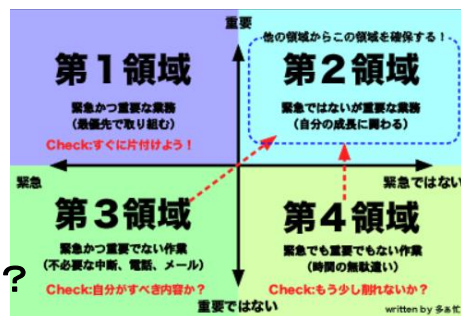 重要
他の領域からこの領域を確保する！
第1領域
緊急かつ重要な業務
（最優先で取り組む）
Check:すぐに片付けよう！
第2領域
緊急ではないが重要な業務
（自分の成長に関わる）
緊急
緊急ではない
第3領域
緊急かつ重要でない作業
（不必要な中断、電話、メール）
Check:自分がすべき内容か？
第4領域
緊急でも重要でもない作業
（時間の無駄遣い）
Check:もう少し割れないか？
?
重要ではない
written by 多ぁ忙